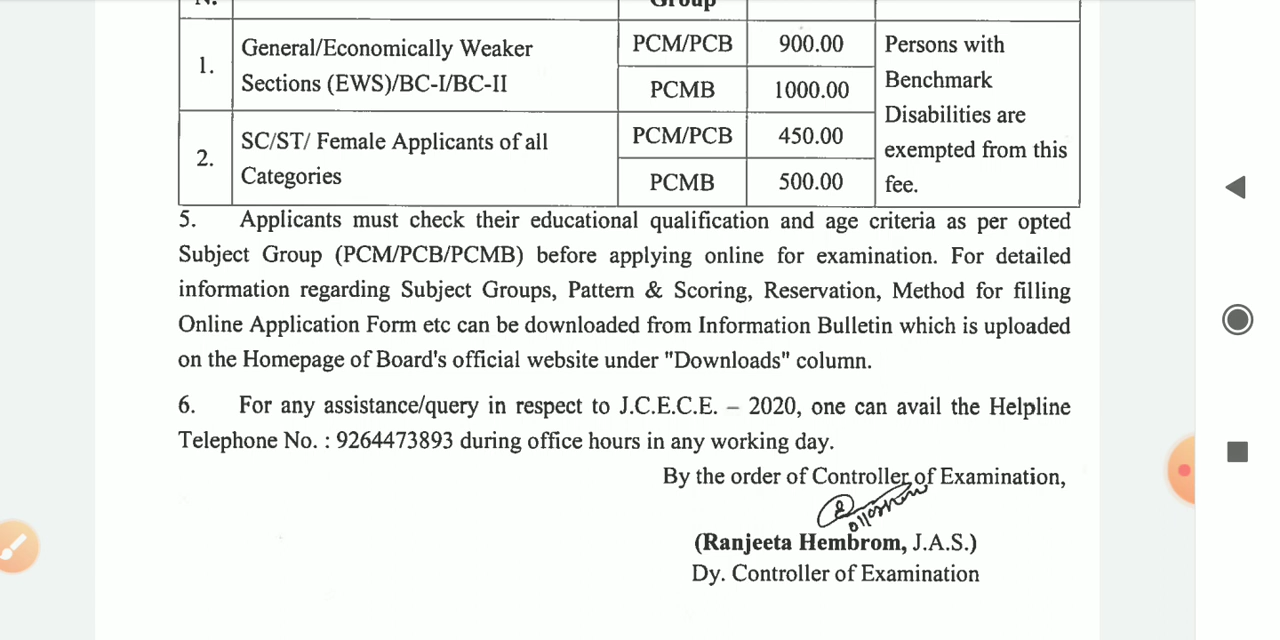 Group
1.
General/Economically Weaker
Sections (EWS)/BC-I/BC-II
PCM/PCB
900.00
PCMB
1000.00
Persons with
Benchmark
Disabilities are
exempted from this
fee.
2.
SC/ST/ Female Applicants of all
Categories
PCM/PCB
450.00
PCMB
500.00
5. Applicants must check their educational qualification and age criteria as per opted
Subject Group (PCM/PCB/PCMB) before applying online for examination. For detailed
information regarding Subject Groups, Pattern & Scoring, Reservation, Method for filling
Online Application Form etc can be downloaded from Information Bulletin which is uploaded
on the Homepage of Board's official website under "Downloads" column.
6. For any assistance/query in respect to J.C.E.C.E. – 2020, one can avail the Helpline
Telephone No. : 9264473893 during office hours in any working day.
By the order of Controller of Examination,
(Ranjeeta Hembrom, J.A.S.)
Dy. Controller of Examination